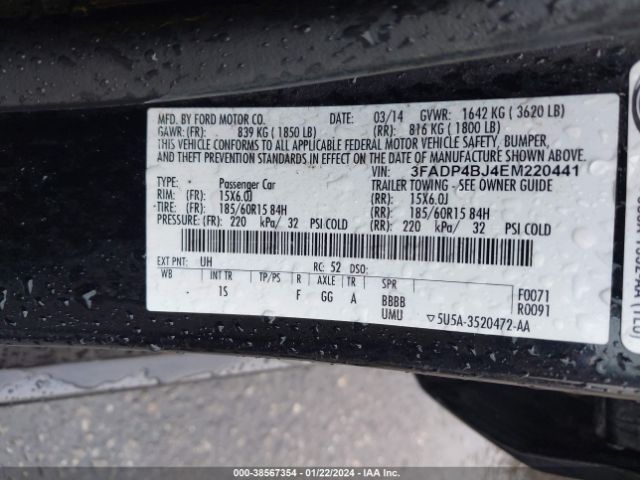 MFD. BY FORD MOTOR CO. DATE: 03/14 GVWR: 1642 KG ( 3620 LB)
GAWR: (FR): 839 KG ( 1850 LB) (RR): 816 KG ( 1800 LB)
THIS VEHICLE CONFORMS TO ALL APPLICABLE FEDERAL MOTOR VEHICLE SAFETY, BUMPER,
AND THEFT PREVENTION STANDARDS IN EFFECT ON THE DATE OF MANUFACTURE SHOWN ABOVE.
VIN: 3FADP4BJ4EM220441
TYPE: Passenger Car TRAILER TOWING - SEE OWNER GUIDE
RIM: (FR): 15X6.0J (RR): 15X6.0J
TIRE: (FR): 185/60R15 84H (RR): 185/60R15 84H
PRESSURE: (FR): 220 kPa/ 32 PSI COLD (RR): 220 kPa/ 32 PSI COLD
EXT PNT: UH RC: 52 DSO:
WB INT TR TP/PS R AXLE TR SPR F0071
IS F GG A BBBB R0091
UMU ▽5U5A-3520472-AA
000-38567354 | 01/22/2024 | IAA Inc.